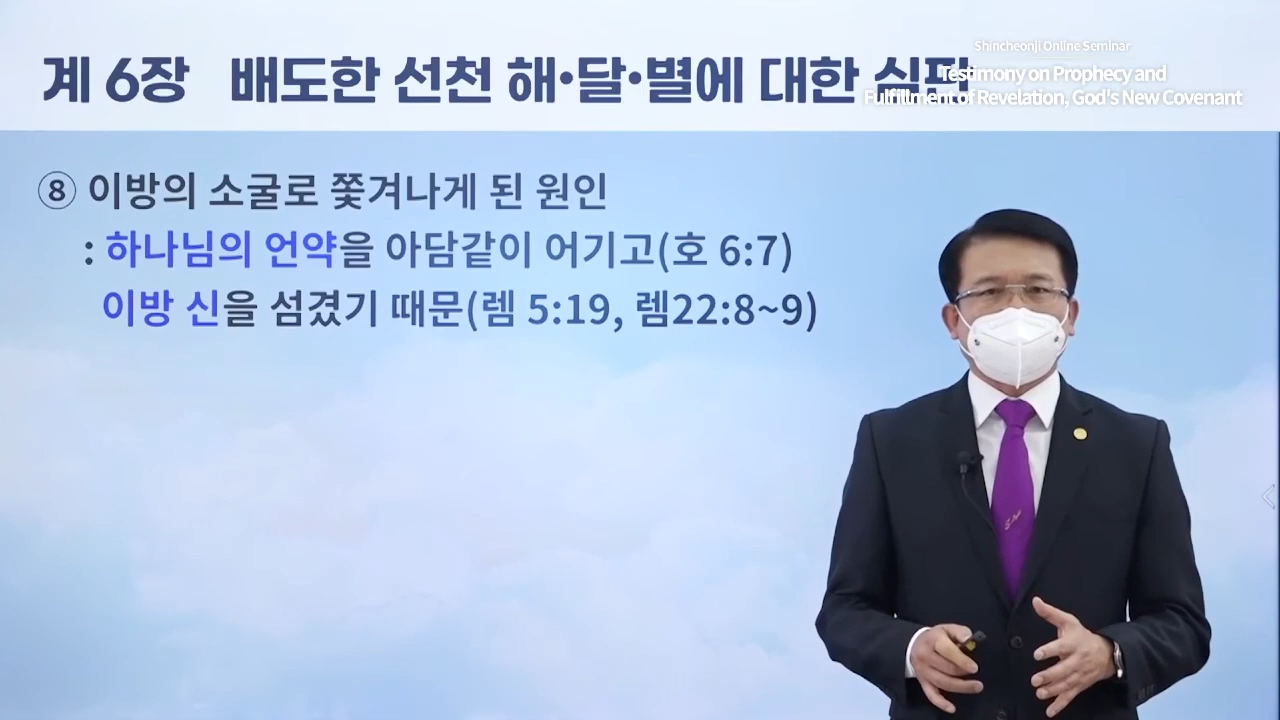 계 6장 배도한 선천 해·달·별에 대한 심판
Shincheonji Online Seminar
Testimony on Prophecy and
Fulfillment of Revelation, God's New Covenant
⑧ 이방의 소굴로 쫓겨나게 된 원인
: 하나님의 언약을 아담같이 어기고(호 6:7)
이방 신을 섬겼기 때문(렘 5:19, 렘22:8~9)